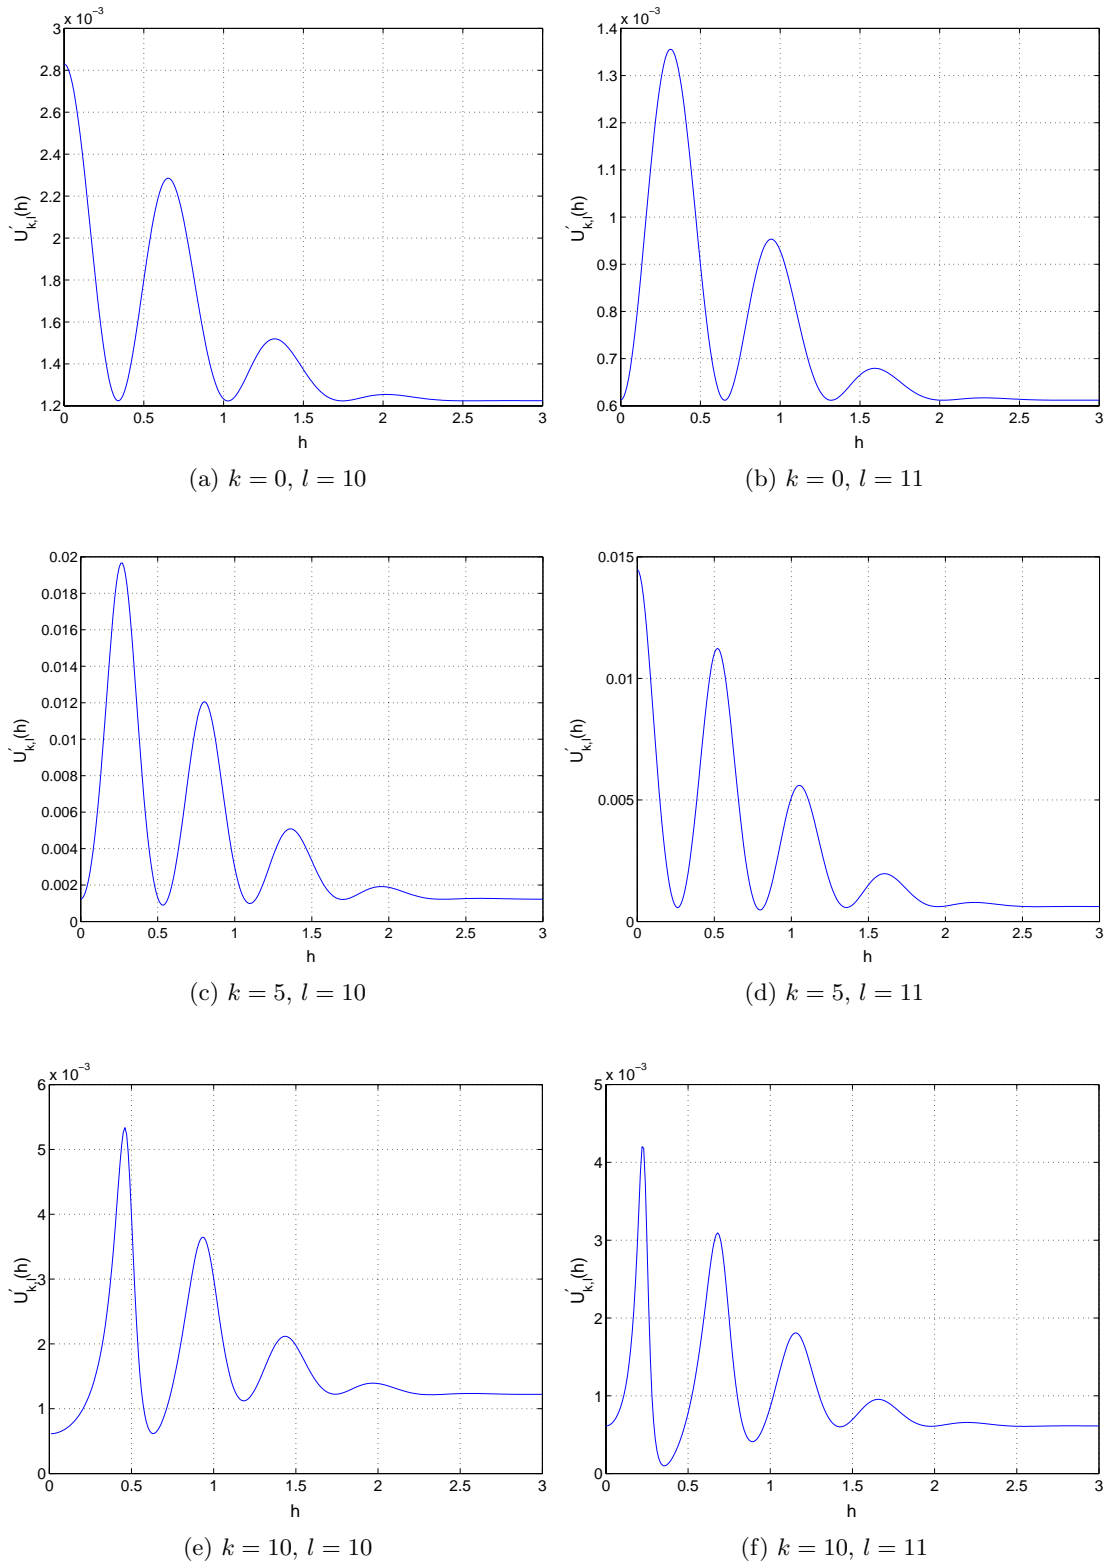 x 10⁻³
3
2.8
2.6
2.4
2.2
2
1.8
1.6
1.4
1.2
U′k,l(h)
0 0.5 1 1.5 2 2.5 3
h
(a) k = 0, l = 10
x 10⁻³
1.4
1.3
1.2
1.1
1
0.9
0.8
0.7
0.6
U′k,l(h)
0 0.5 1 1.5 2 2.5 3
h
(b) k = 0, l = 11
0.02
0.018
0.016
0.014
0.012
0.01
0.008
0.006
0.004
0.002
0
U′k,l(h)
0 0.5 1 1.5 2 2.5 3
h
(c) k = 5, l = 10
0.015
0.01
0.005
0
U′k,l(h)
0 0.5 1 1.5 2 2.5 3
h
(d) k = 5, l = 11
x 10⁻³
6
5
4
3
2
1
0
U′k,l(h)
0 0.5 1 1.5 2 2.5 3
h
(e) k = 10, l = 10
x 10⁻³
5
4
3
2
1
0
U′k,l(h)
0 0.5 1 1.5 2 2.5 3
h
(f) k = 10, l = 11